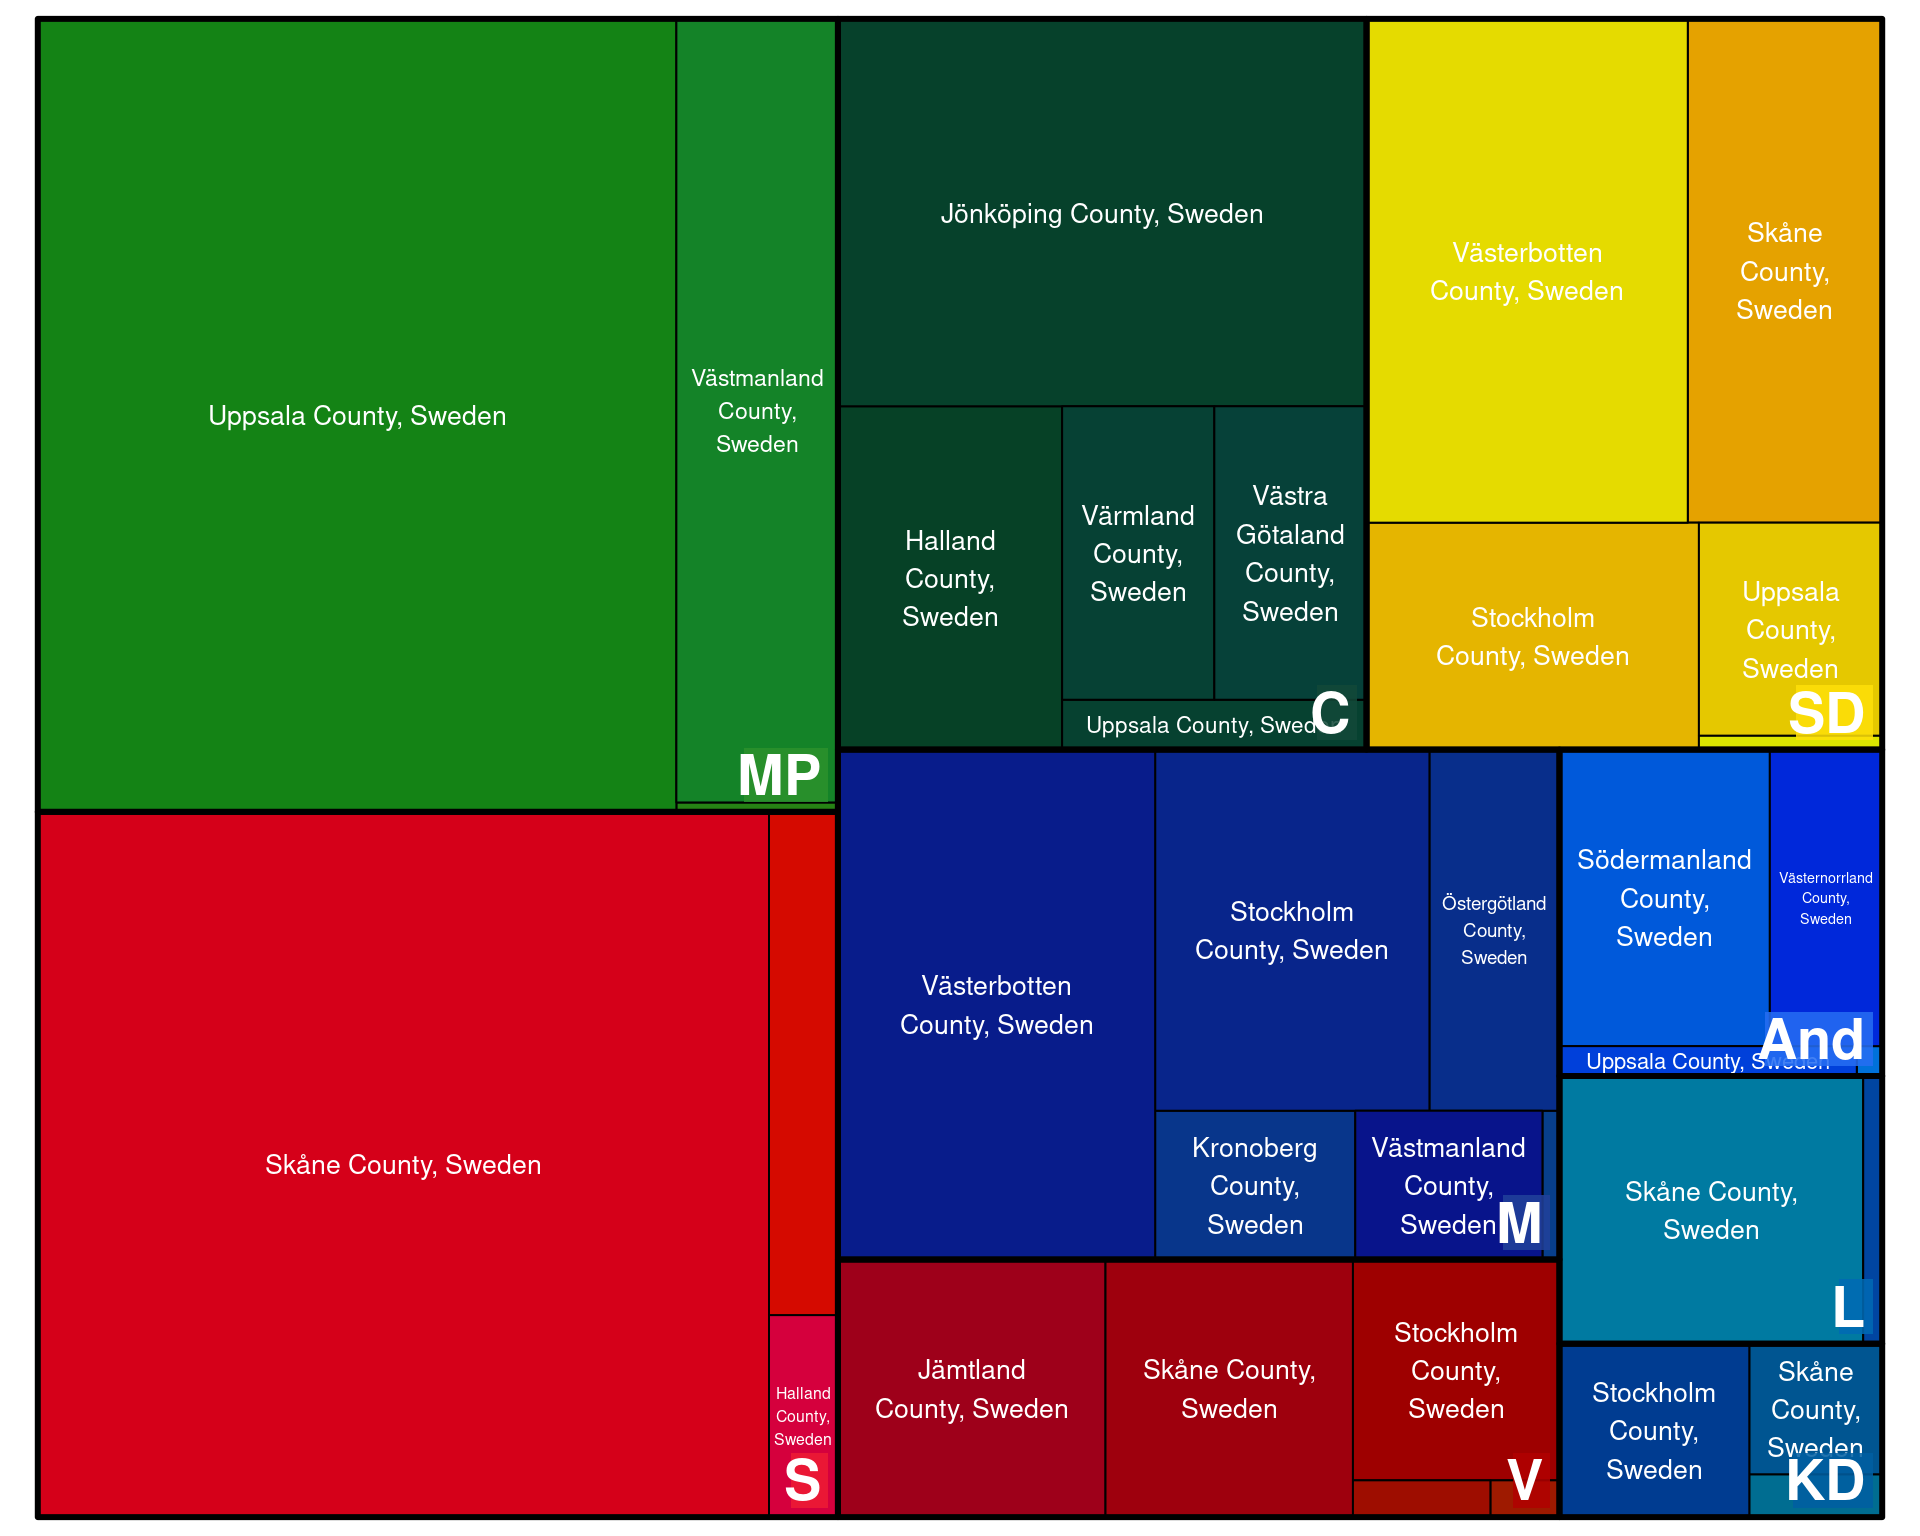 Uppsala County, Sweden
Västmanland
County,
Sweden
MP
Skåne County, Sweden
Halland
County,
Sweden
S
Jönköping County, Sweden
Halland
County,
Sweden
Värmland
County,
Sweden
Västra
Götaland
County,
Sweden
Uppsala County, Sweden
C
Västerbotten
County, Sweden
Skåne
County,
Sweden
Stockholm
County, Sweden
Uppsala
County,
Sweden
SD
Västerbotten
County, Sweden
Stockholm
County, Sweden
Östergötland
County,
Sweden
Kronoberg
County,
Sweden
Västmanland
County,
Sweden
M
Södermanland
County,
Sweden
Västernorrland
County,
Sweden
Uppsala County, Sweden
And
Skåne County,
Sweden
L
Jämtland
County, Sweden
Skåne County,
Sweden
Stockholm
County,
Sweden
V
Stockholm
County,
Sweden
Skåne
County,
Sweden
KD